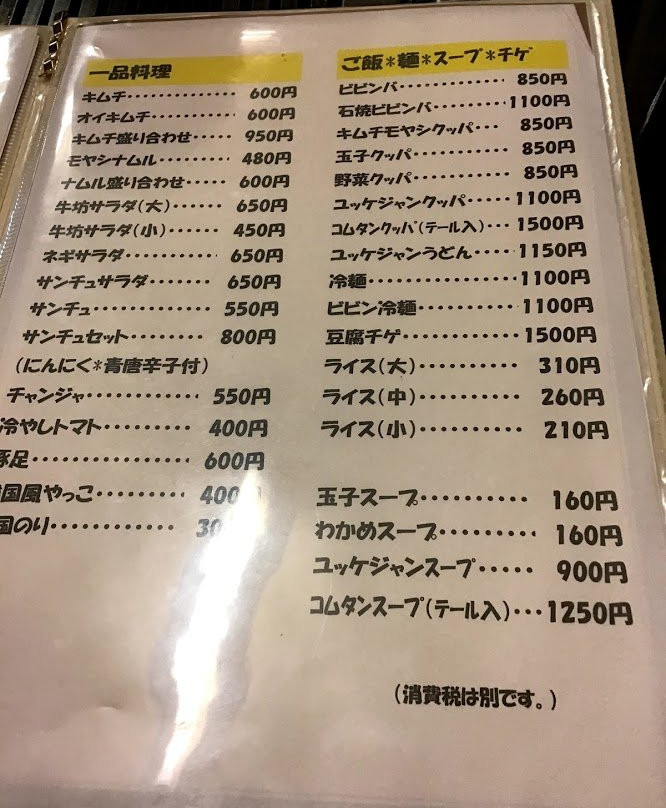 一品料理
キムチ・・・・・・・・・・・・・ 600円
オイキムチ・・・・・・・・・・ 600円
キムチ盛り合わせ・・・・・ 950円
モヤシナムル・・・・・・・・ 480円
ナムル盛り合わせ・・・・・ 600円
牛坊サラダ(大)・・・・・・ 650円
牛坊サラダ(小)・・・・・・ 450円
ネギサラダ・・・・・・・・・・ 650円
サンチュサラダ・・・・・・・ 650円
サンチュ・・・・・・・・・・・・ 550円
サンチュセット・・・・・・・・ 800円
(にんにく*青唐辛子付)
チャンジャ・・・・・・・・・・・ 550円
冷やしトマト・・・・・・・・・ 400円
豚足・・・・・・・・・・・・・・・ 600円
国風やっこ・・・・・・・・・ 400
国のり・・・・・・・・・・・・ 30
ご飯*麺*スープ*チゲ
ビビンバ・・・・・・・・・・・・ 850円
石焼ビビンバ・・・・・・・・1100円
キムチモヤシクッパ・・・ 850円
玉子クッパ・・・・・・・・・・ 850円
野菜クッパ・・・・・・・・・・ 850円
ユッケジャンクッパ・・・・1100円
コムタンクッパ(テール入)・・・1500円
ユッケジャンうどん・・・・1150円
冷麺・・・・・・・・・・・・・・・1100円
ビビン冷麺・・・・・・・・・・1100円
豆腐チゲ・・・・・・・・・・・・1500円
ライス(大)・・・・・・・・・・ 310円
ライス(中)・・・・・・・・・・ 260円
ライス(小)・・・・・・・・・・ 210円
玉子スープ・・・・・・・・・・ 160円
わかめスープ・・・・・・・・・ 160円
ユッケジャンスープ・・・・・ 900円
コムタンスープ(テール入)・・・1250円
(消費税は別です。)